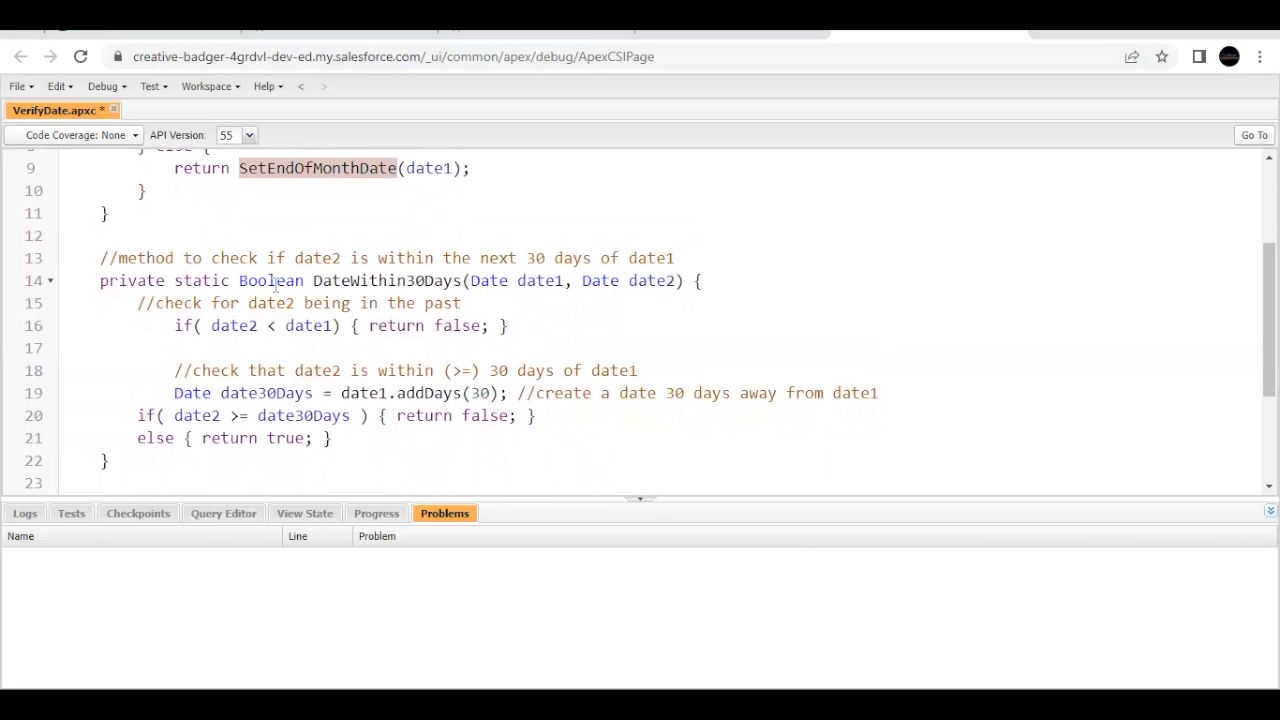 creative-badger-4grdvl-dev-ed.my.salesforce.com/_ui/common/apex/debug/ApexCSIPage
File Edit Debug Test Workspace Help < >
VerifyDate.apxc *
Code Coverage: None API Version: 55 Go To
9 return SetEndOfMonthDate(date1);
10 }
11 }
12
13 //method to check if date2 is within the next 30 days of date1
14 private static Boolean DateWithin30Days(Date date1, Date date2) {
15 //check for date2 being in the past
16 if( date2 < date1) { return false; }
17
18 //check that date2 is within (>=) 30 days of date1
19 Date date30Days = date1.addDays(30); //create a date 30 days away from date1
20 if( date2 >= date30Days ) { return false; }
21 else { return true; }
22 }
23
Logs Tests Checkpoints Query Editor View State Progress Problems
Name Line Problem